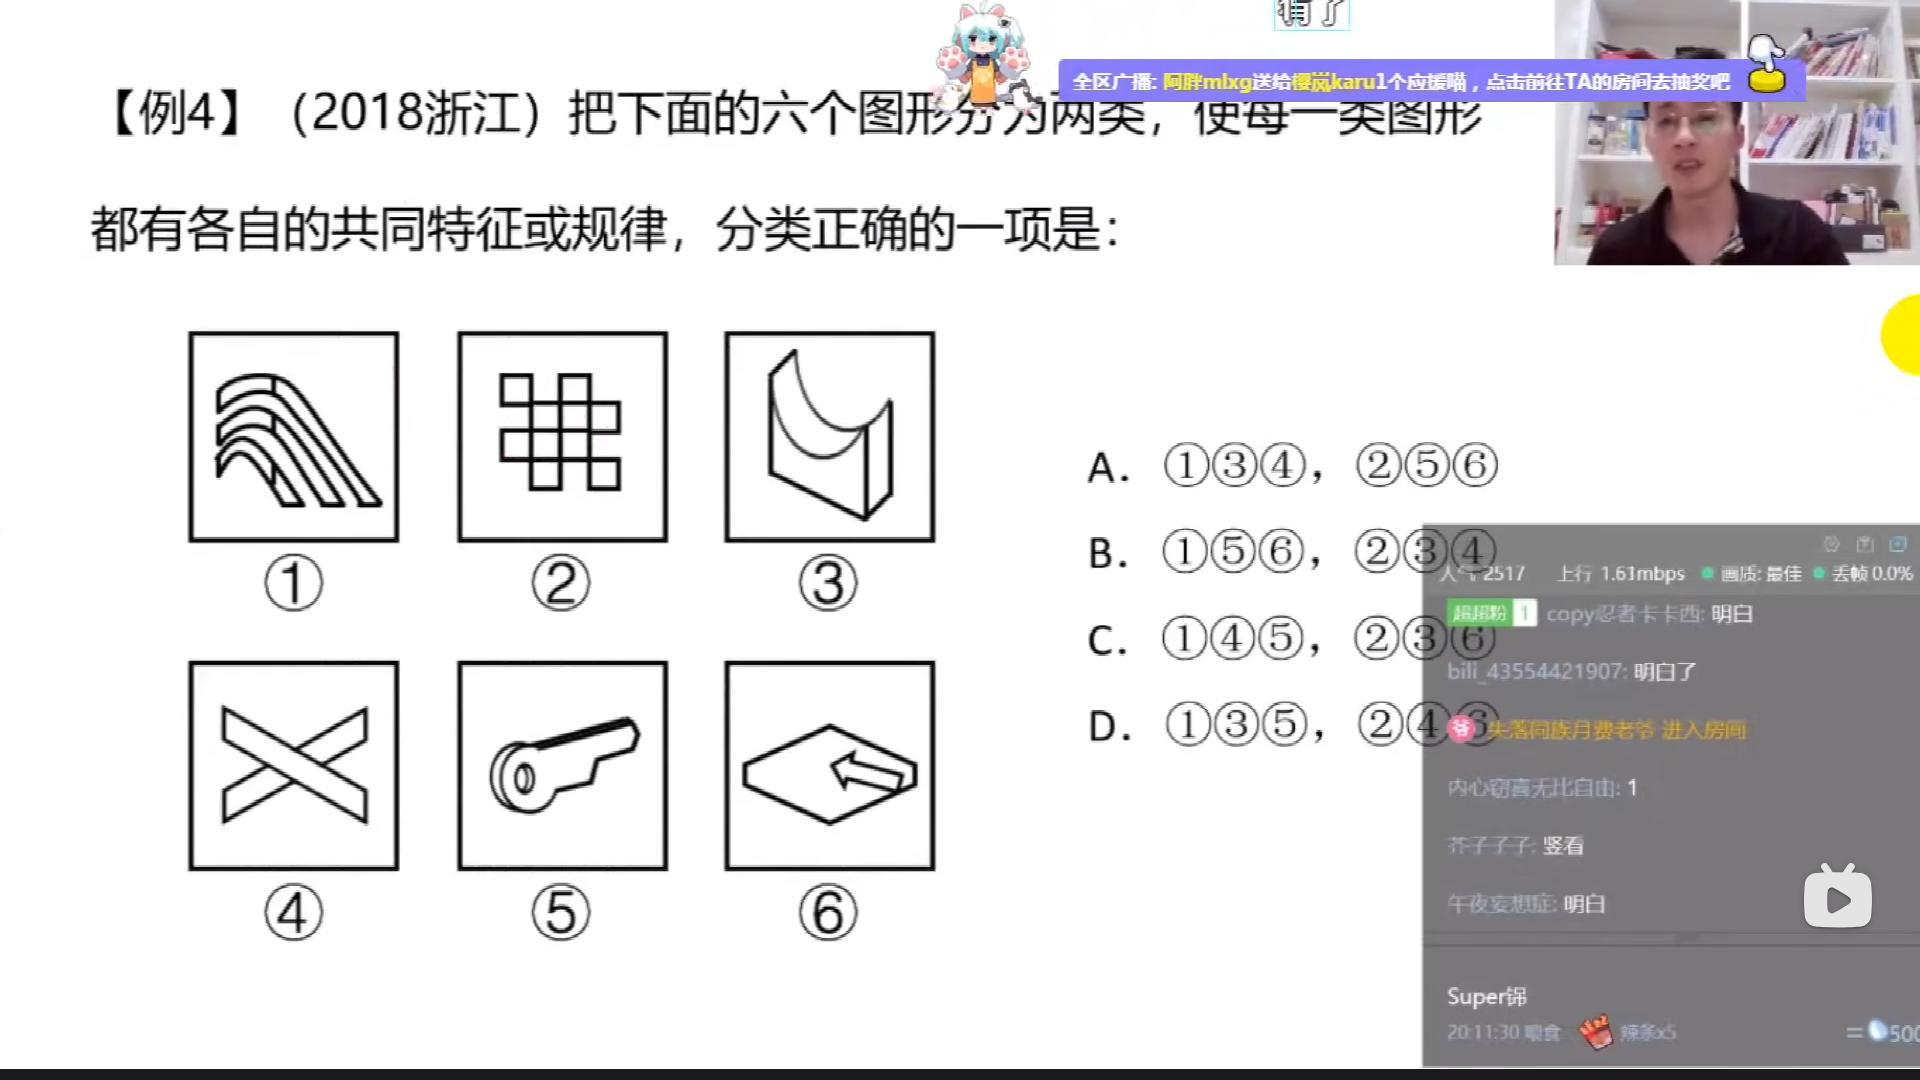 全区广播: 阿胖mlxg送给樱岚karu1个应援喵，点击前往TA的房间去抽奖吧
【例4】（2018浙江）把下面的六个图形分为两类，使每一类图形
都有各自的共同特征或规律，分类正确的一项是：
①
②
③
④
⑤
⑥
A. ①③④，②⑤⑥
B. ①⑤⑥，②③④
C. ①④⑤，②③⑥
D. ①③⑤，②④⑥
人气 2517 上行 1.61mbps 画质: 最佳 丢帧 0.0%
超超粉 1 copy忍者卡卡西: 明白
bili_43554421907: 明白了
爷 失落同族月费老爷 进入房间
内心窃喜无比自由: 1
芥子子了: 竖看
午夜妄想症: 明白
Super锦
20:11:30 喂食 辣条x5
= 500